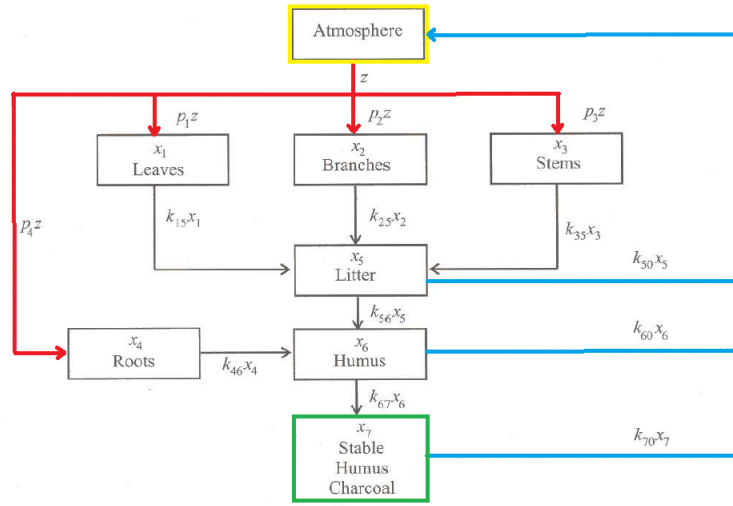 Atmosphere
z
p₁z
p₂z
p₃z
x₁
Leaves
x₂
Branches
x₃
Stems
k₁₅x₁
k₂₅x₂
k₃₅x₃
p₄z
x₅
Litter
k₅₀x₅
k₅₆x₅
x₄
Roots
k₄₆x₄
x₆
Humus
k₆₀x₆
k₆₇x₆
x₇
Stable
Humus
Charcoal
k₇₀x₇